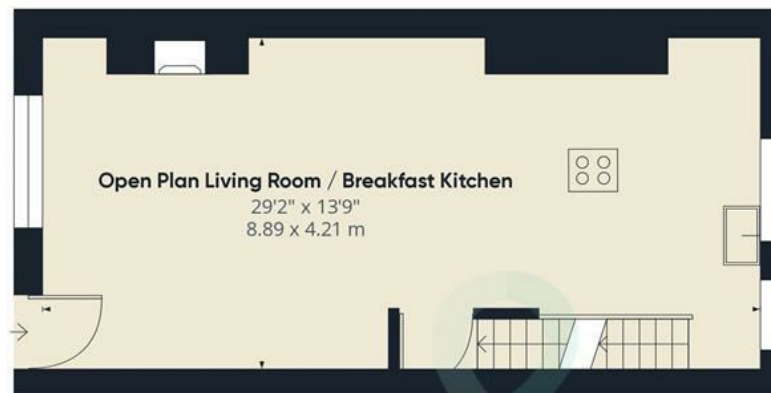 Open Plan Living Room / Breakfast Kitchen
29'2" x 13'9"
8.89 x 4.21 m